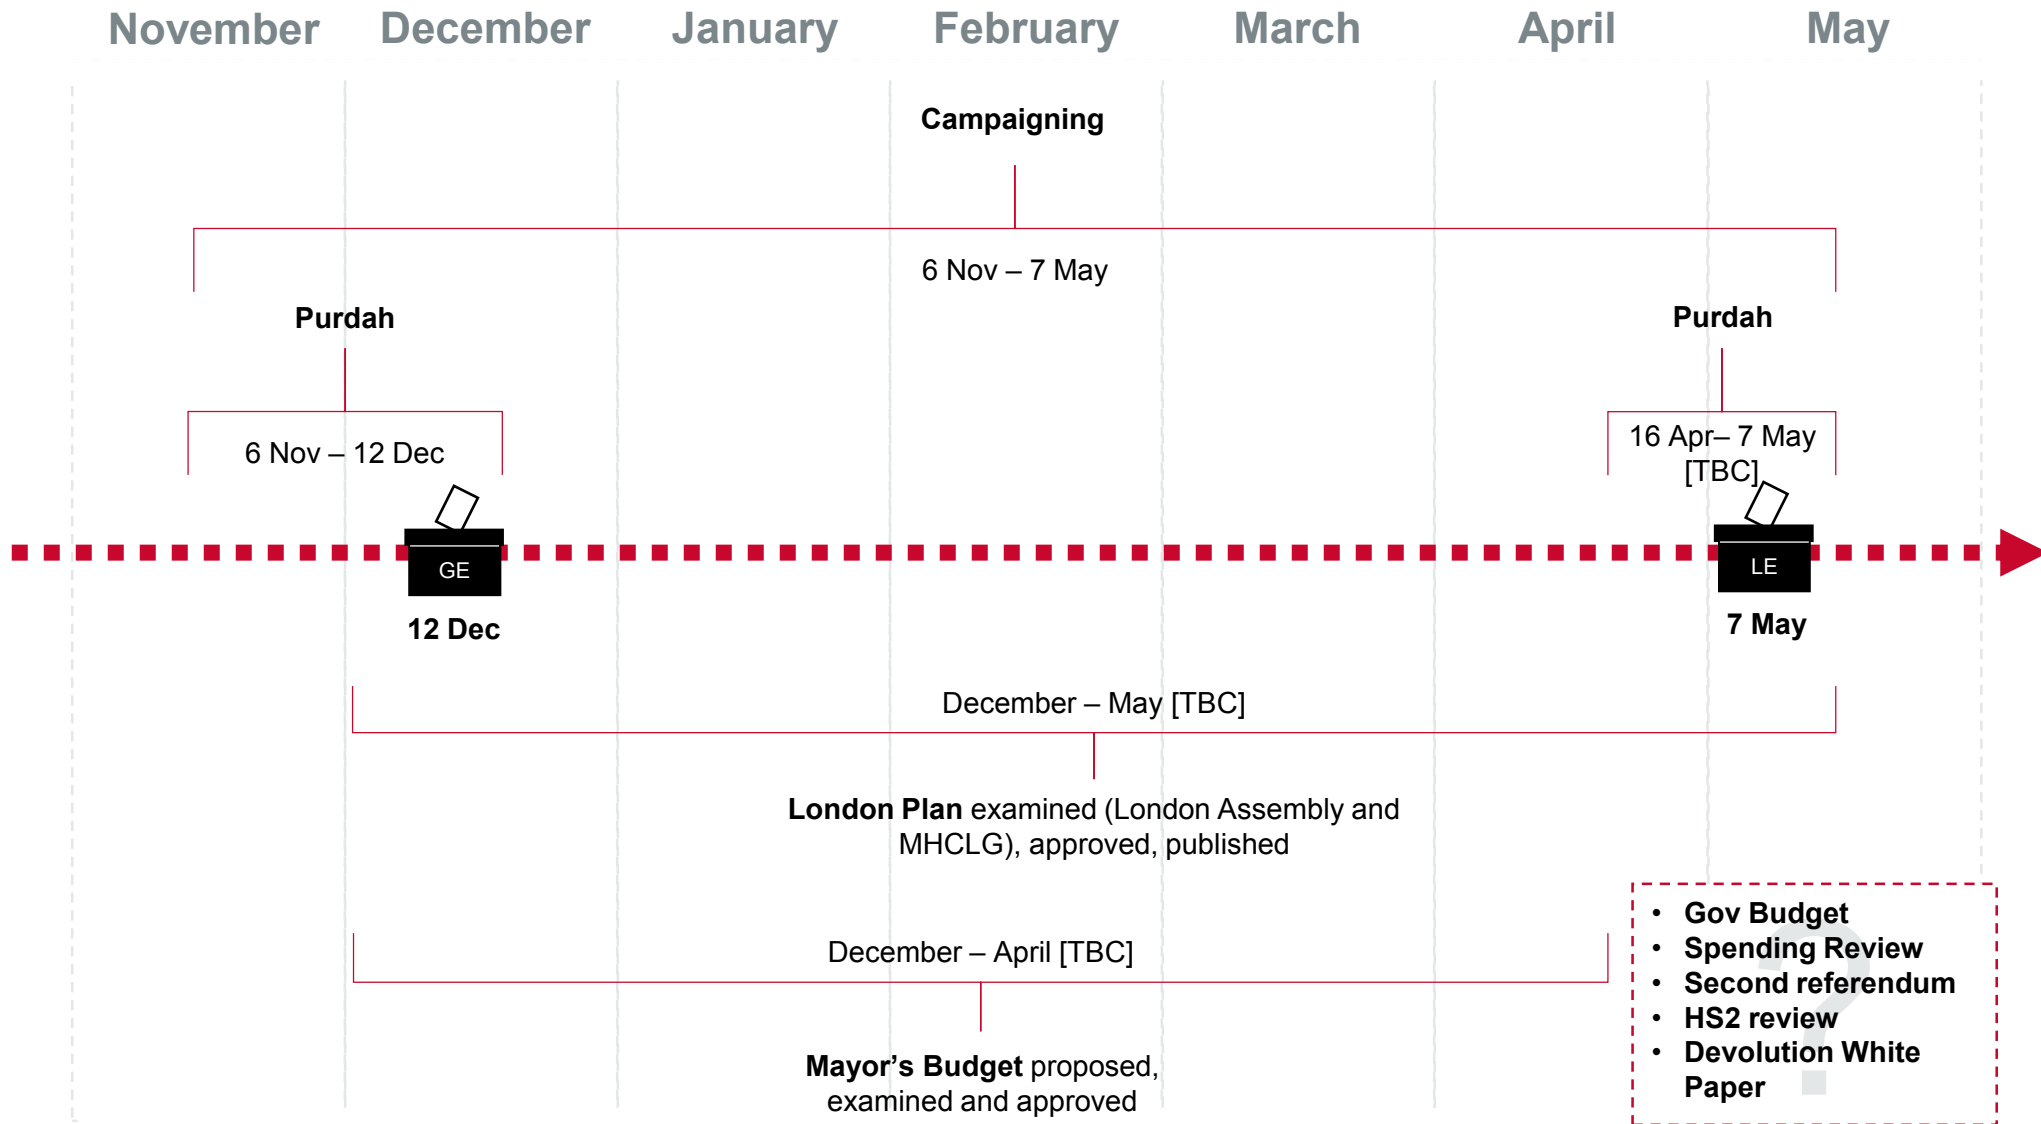 November December January February March April May
Campaigning
6 Nov – 7 May
Purdah
Purdah
6 Nov – 12 Dec
16 Apr– 7 May
[TBC]
GE
LE
12 Dec
7 May
December – May [TBC]
London Plan examined (London Assembly and
MHCLG), approved, published
December – April [TBC]
Mayor’s Budget proposed,
examined and approved
?
• Gov Budget
• Spending Review
• Second referendum
• HS2 review
• Devolution White
Paper